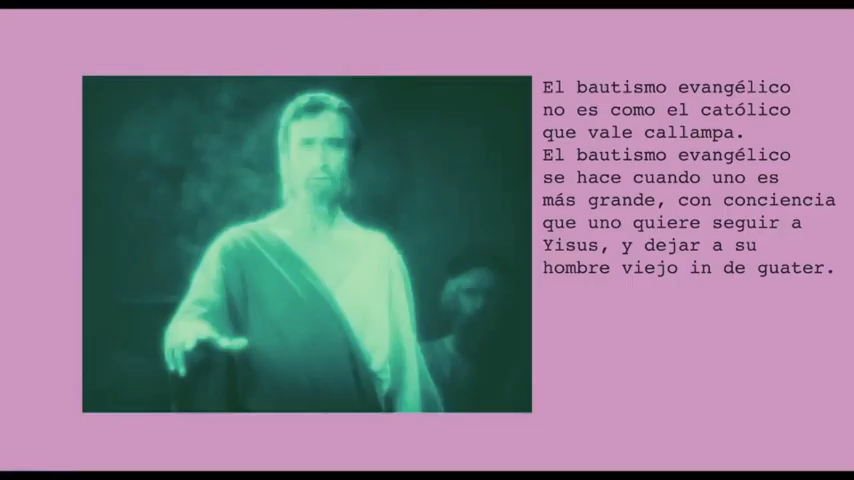 El bautismo evangélico
no es como el católico
que vale callampa.
El bautismo evangélico
se hace cuando uno es
más grande, con conciencia
que uno quiere seguir a
Yisus, y dejar a su
hombre viejo in de guater.